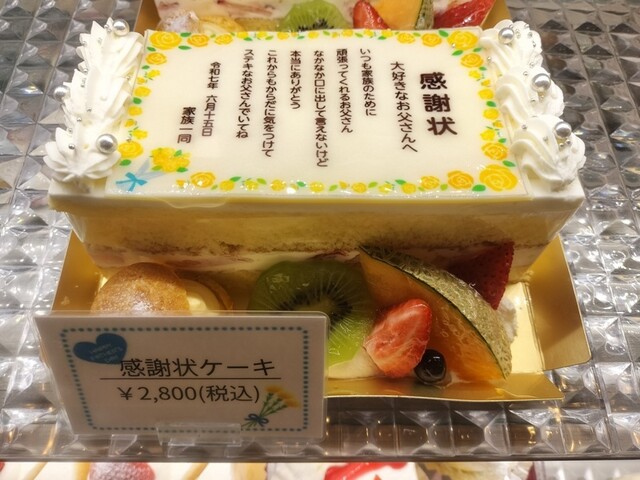 感謝状
大好きなお父さんへ
いつも家族のために
頑張ってくれるお父さん
なかなか口に出して言えないけど
本当にありがとう
これからもからだに気をつけて
ステキなお父さんでいてね
令和七年 六月十五日
家族一同
感謝状ケーキ
¥2,800(税込)